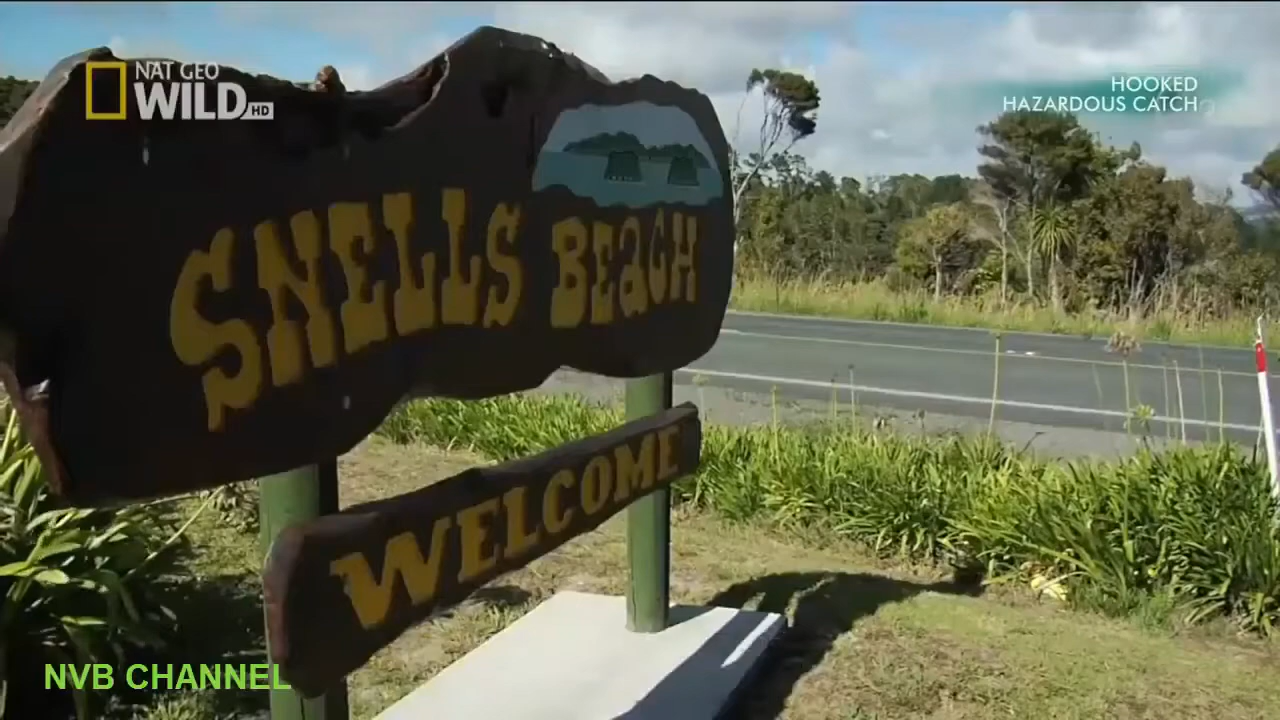 NAT GEO
WILD HD
HOOKED
HAZARDOUS CATCH
SNELLS BEACH
WELCOME
NVB CHANNEL